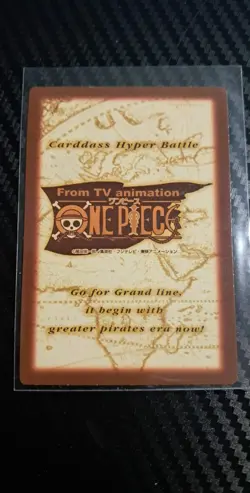 Carddass Hyper Battle
From TV animation
ワンピース
ONE PIECE
Go for Grand line,
it begin with
greater pirates era now!